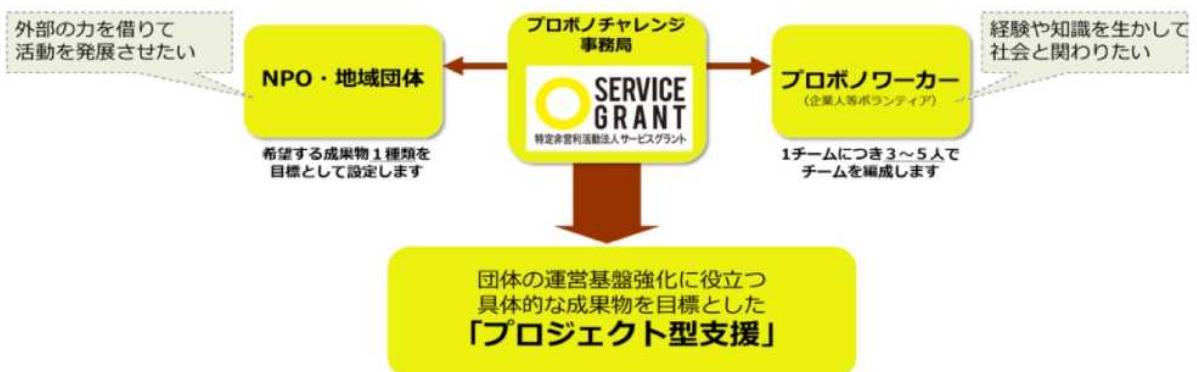 外部の力を借りて
活動を発展させたい
NPO・地域団体
希望する成果物１種類を
目標として設定します
プロボノチャレンジ
事務局
SERVICE
GRANT
特定非営利活動法人サービスグラント
経験や知識を生かして
社会と関わりたい
プロボノワーカー
(企業人等ボランティア)
1チームにつき３～５人で
チームを編成します
団体の運営基盤強化に役立つ
具体的な成果物を目標とした
「プロジェクト型支援」